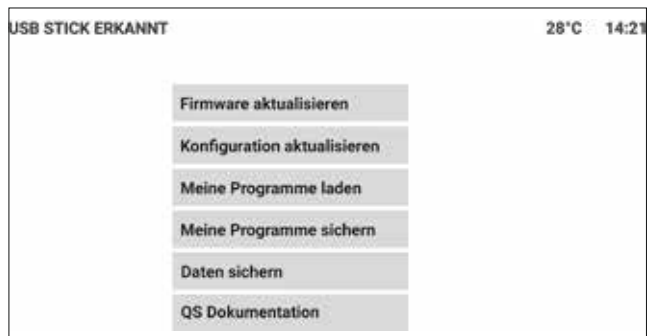 USB STICK ERKANNT 28°C 14:21
Firmware aktualisieren
Konfiguration aktualisieren
Meine Programme laden
Meine Programme sichern
Daten sichern
QS Dokumentation